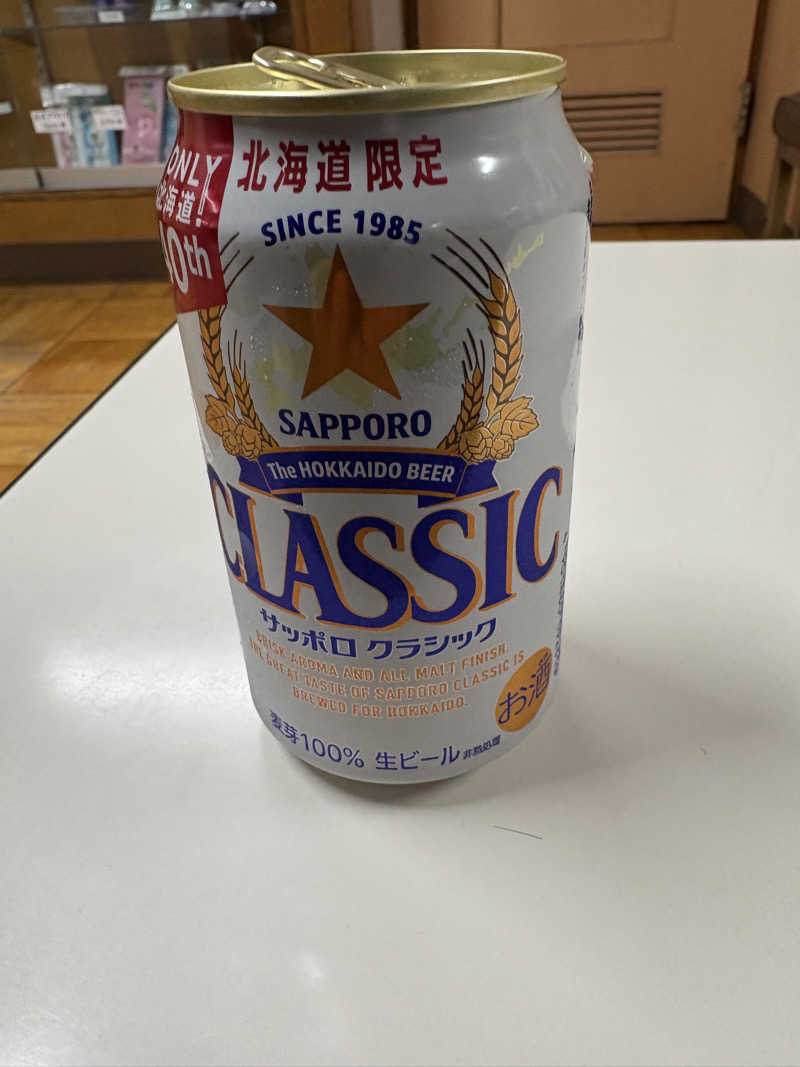 ONLY
北海道!
40th
北海道 限定
SINCE 1985
SAPPORO
The HOKKAIDO BEER
CLASSIC
サッポロ クラシック
BRISK AROMA AND ALL MALT FINISH.
THE GREAT TASTE OF SAPPORO CLASSIC IS
BREWED FOR HOKKAIDO.
お酒
麦芽100% 生ビール 非熱処理